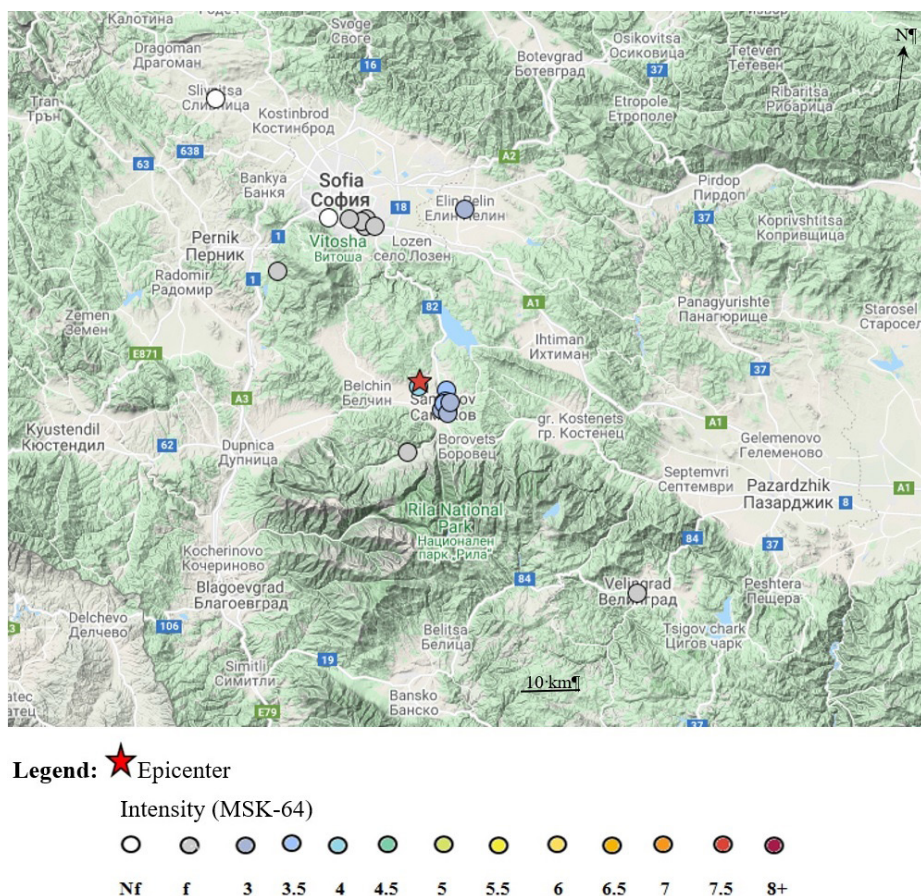 Калотина
Dragoman
Драгоман
Svoge
Своге
16
Botevgrad
Ботевград
Osikovitsa
Осиковица
37
Teteven
Тетевен
N¶
Tran
Трън
Slivnitsa
Сливница
Kostinbrod
Костинброд
Etropole
Етрополе
Ribaritsa
Рибарица
638
63
A2
Bankya
Банкя
Sofia
София
18
Elin Pelin
Елин Пелин
Pirdop
Пирдоп
37
Koprivshtitsa
Копривщица
1
Pernik
Перник
Vitosha
Витоша
Lozen
село Лозен
Radomir
Радомир
1
82
A1
Panagyurishte
Панагюрище
Starosel
Старосел
Zemen
Земен
E871
Ihtiman
Ихтиман
37
Belchin
Белчин
A3
gr. Kostenets
гр. Костенец
A1
Kyustendil
Кюстендил
62
Dupnica
Дупница
Borovets
Боровец
Gelemenovo
Гелеменово
Septemvri
Септември
Pazardzhik
Пазарджик
8
A1
Rila National
Park
Национален
парк „Рила"
84
37
Kocherinovo
Кочериново
Blagoevgrad
Благоевград
84
Velingrad
Велинград
Peshtera
Пещера
Delchevo
Делчево
106
Belitsa
Белица
Tsigov chark
Цигов чарк
Simitli
Симитли
19
10·km¶
Bansko
Банско
E79
37
Legend: Epicenter
Intensity (MSK-64)
Nf f 3 3.5 4 4.5 5 5.5 6 6.5 7 7.5 8+